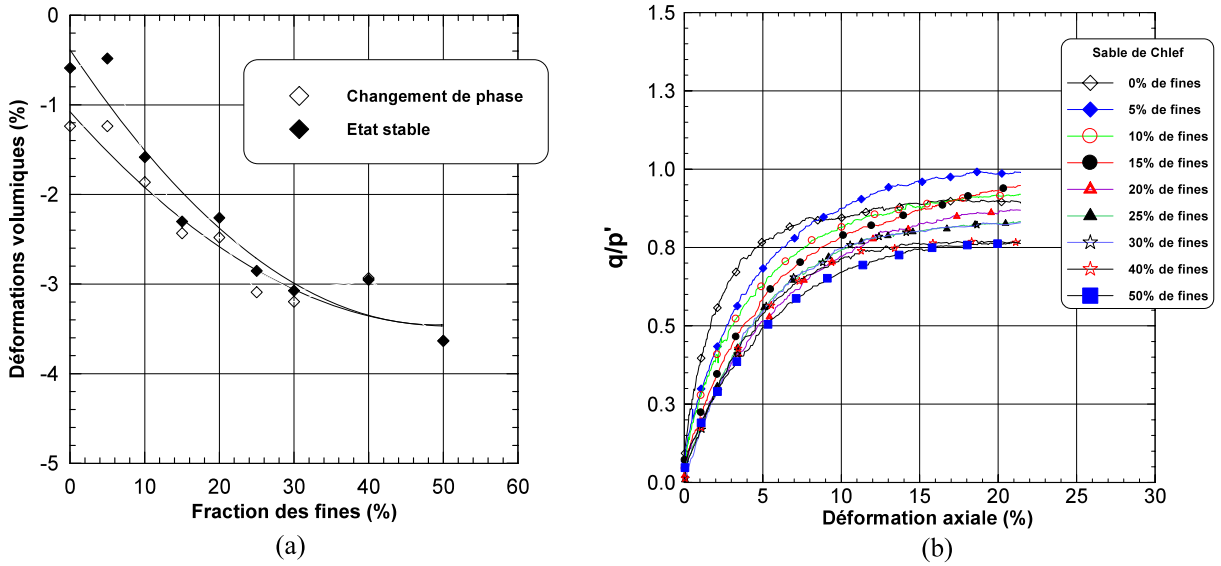 0
-1
-2
-3
-4
-5
Déformations volumiques (%)
0 10 20 30 40 50 60
Fraction des fines (%)
Changement de phase
Etat stable
(a)
1.5
1.3
1.0
0.8
0.5
0.3
0.0
q/p'
0 5 10 15 20 25 30
Déformation axiale (%)
Sable de Chlef
0% de fines
5% de fines
10% de fines
15% de fines
20% de fines
25% de fines
30% de fines
40% de fines
50% de fines
(b)